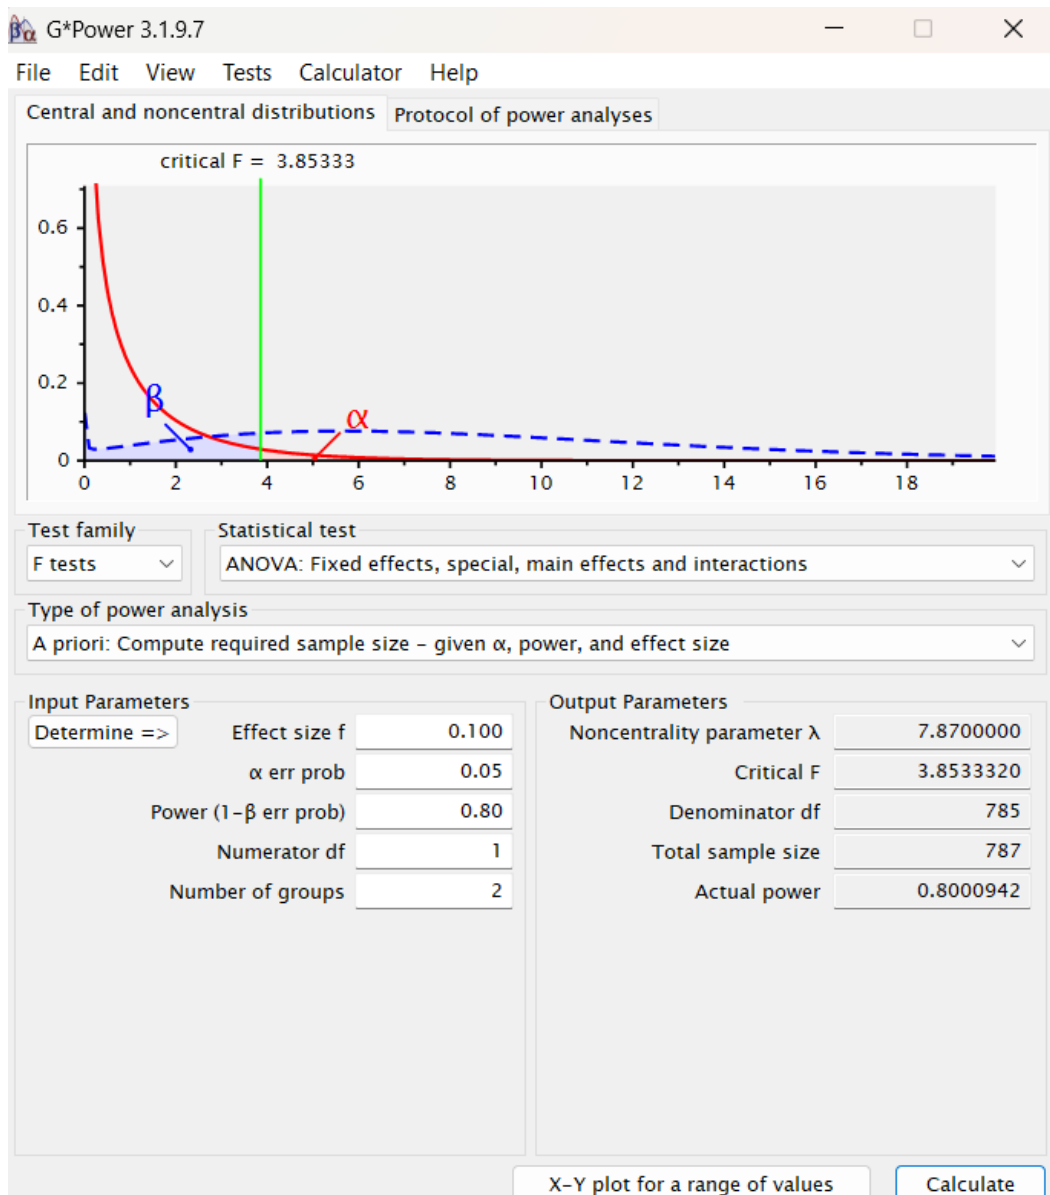 G*Power 3.1.9.7
File Edit View Tests Calculator Help
Central and noncentral distributions Protocol of power analyses
critical F = 3.85333
0.6
0.4
0.2
0
β
α
0 2 4 6 8 10 12 14 16 18
Test family Statistical test
F tests ANOVA: Fixed effects, special, main effects and interactions
Type of power analysis
A priori: Compute required sample size – given α, power, and effect size
Input Parameters Output Parameters
Determine => Effect size f 0.100 Noncentrality parameter λ 7.8700000
α err prob 0.05 Critical F 3.8533320
Power (1–β err prob) 0.80 Denominator df 785
Numerator df 1 Total sample size 787
Number of groups 2 Actual power 0.8000942
X–Y plot for a range of values Calculate